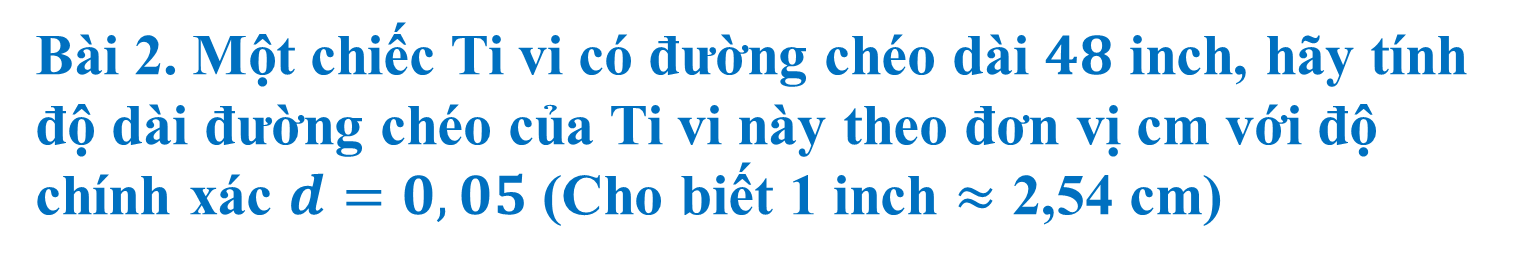 Bài 2. Một chiếc Ti vi có đường chéo dài 48 inch, hãy tính
độ dài đường chéo của Ti vi này theo đơn vị cm với độ
chính xác d = 0, 05 (Cho biết 1 inch ≈ 2,54 cm)